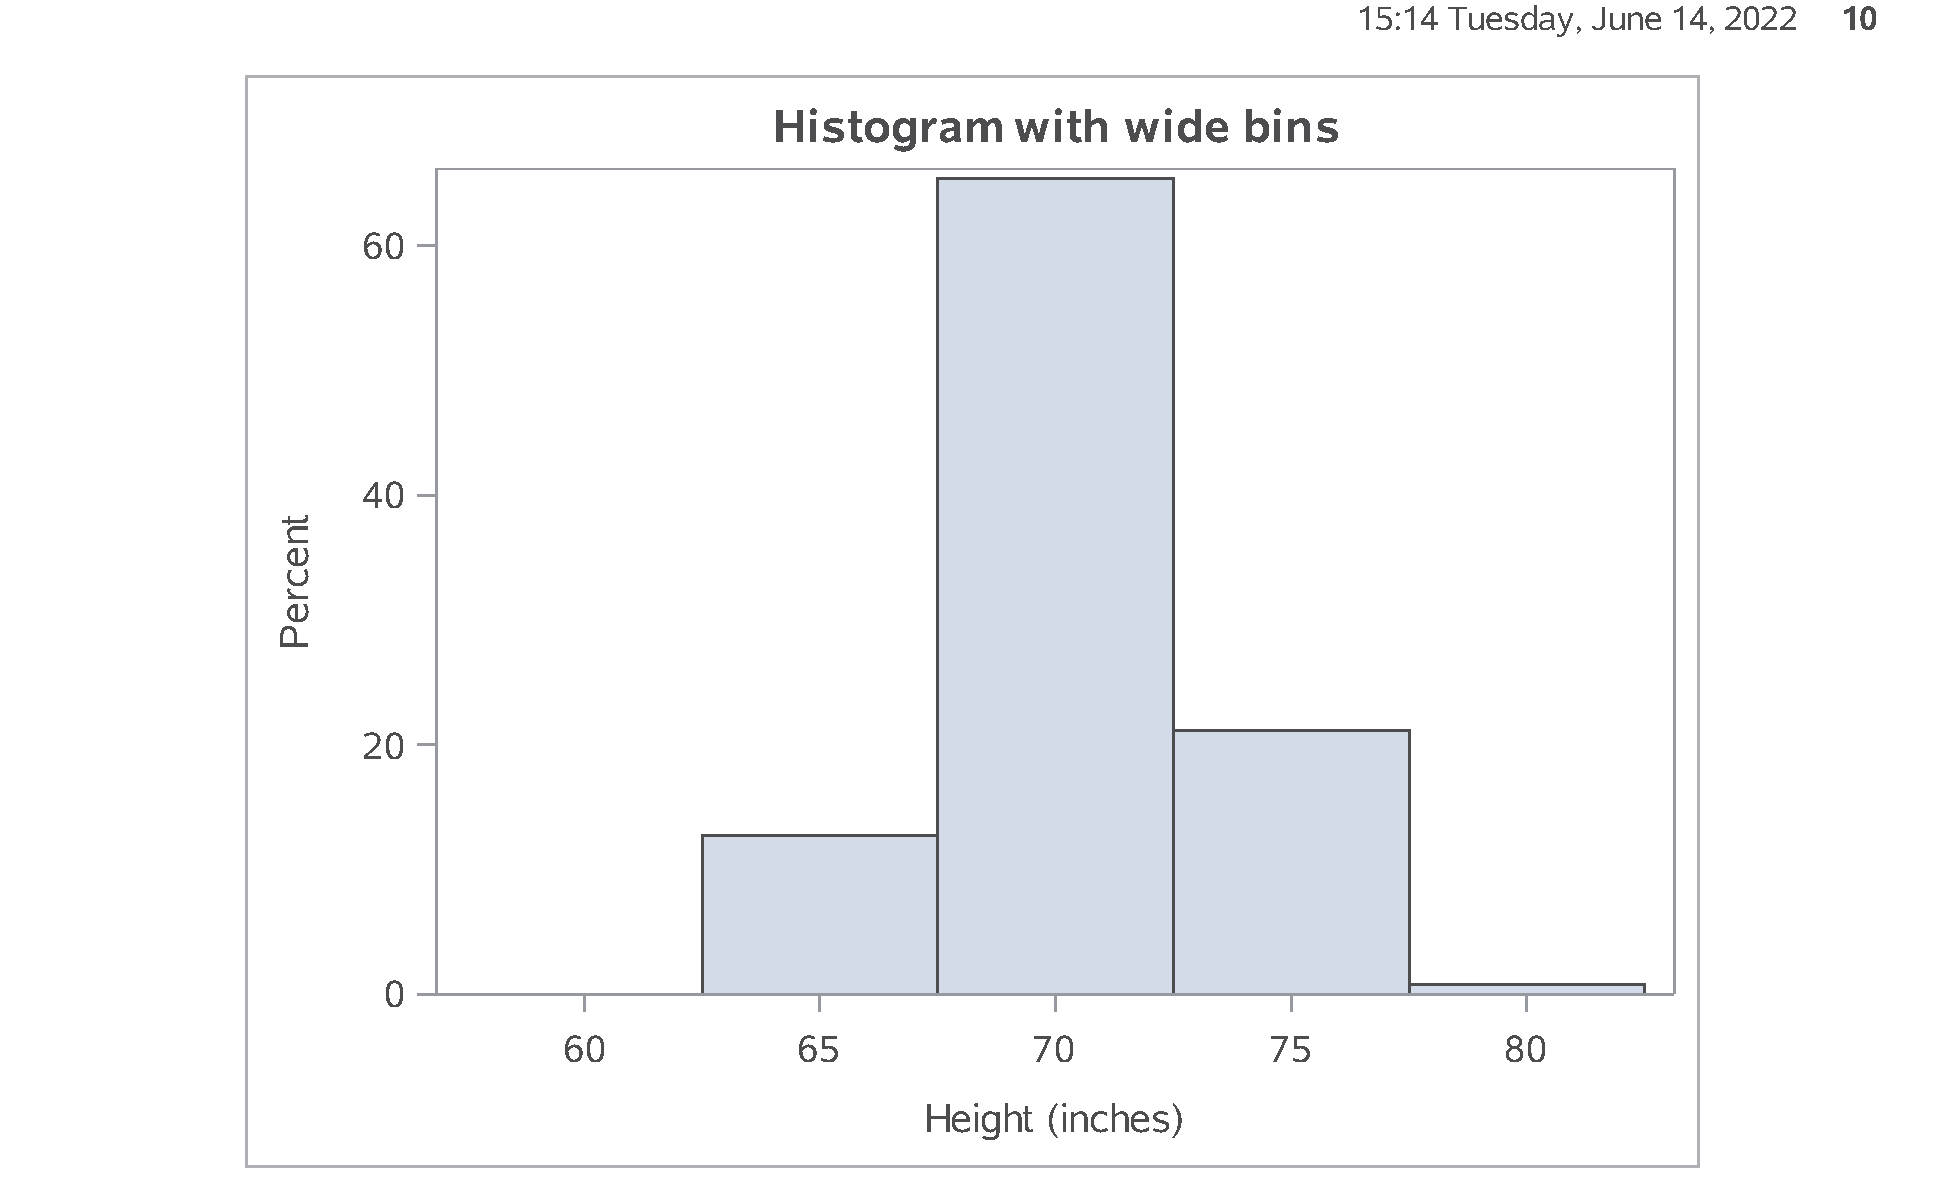 15:14 Tuesday, June 14, 2022 10
Histogram with wide bins
60
40
20
0
Percent
60 65 70 75 80
Height (inches)